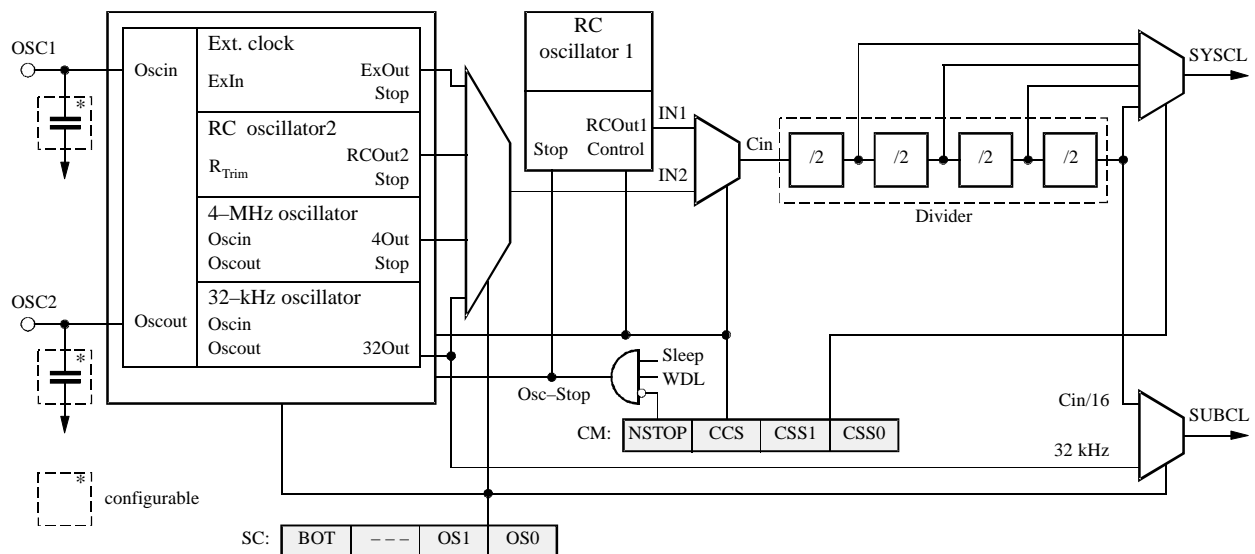 OSC1
*
OSC2
*
*
configurable
Oscin
Oscout
Ext. clock
ExIn
ExOut
Stop
RC oscillator2
RTrim
RCOut2
Stop
4–MHz oscillator
Oscin
4Out
Oscout
Stop
32–kHz oscillator
Oscin
Oscout
32Out
RC
oscillator 1
RCOut1
Stop
Control
IN1
IN2
Cin
/2
/2
/2
/2
Divider
SYSCL
Sleep
WDL
Osc–Stop
CM:
NSTOP
CCS
CSS1
CSS0
Cin/16
32 kHz
SUBCL
SC:
BOT
– – –
OS1
OS0